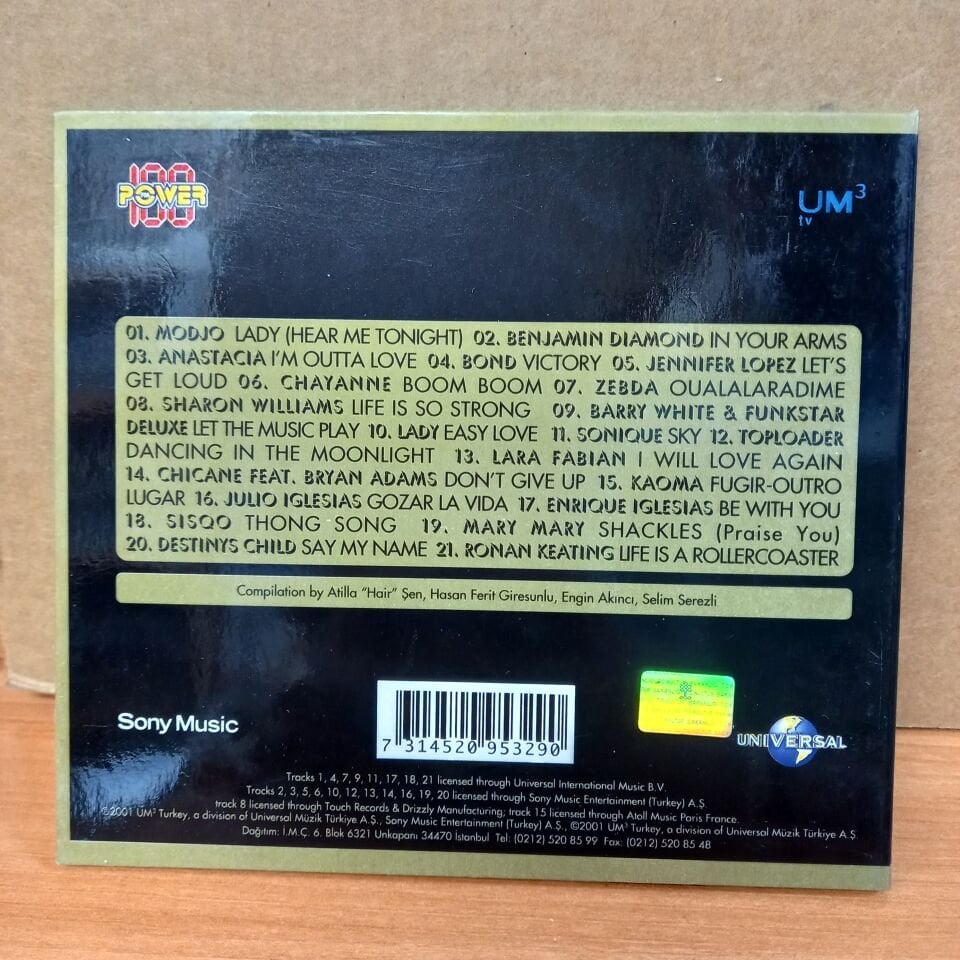 100
POWER
UM3
tv
01. MODJO LADY (HEAR ME TONIGHT) 02. BENJAMIN DIAMOND IN YOUR ARMS
03. ANASTACIA I'M OUTTA LOVE 04. BOND VICTORY 05. JENNIFER LOPEZ LET'S
GET LOUD 06. CHAYANNE BOOM BOOM 07. ZEBDA OUALALARADIME
08. SHARON WILLIAMS LIFE IS SO STRONG 09. BARRY WHITE & FUNKSTAR
DELUXE LET THE MUSIC PLAY 10. LADY EASY LOVE 11. SONIQUE SKY 12. TOPLOADER
DANCING IN THE MOONLIGHT 13. LARA FABIAN I WILL LOVE AGAIN
14. CHICANE FEAT. BRYAN ADAMS DON'T GIVE UP 15. KAOMA FUGIR-OUTRO
LUGAR 16. JULIO IGLESIAS GOZAR LA VIDA 17. ENRIQUE IGLESIAS BE WITH YOU
18. SISQO THONG SONG 19. MARY MARY SHACKLES (Praise You)
20. DESTINYS CHILD SAY MY NAME 21. RONAN KEATING LIFE IS A ROLLERCOASTER
Compilation by Atilla "Hair" Şen, Hasan Ferit Giresunlu, Engin Akıncı, Selim Serezli
Sony Music
7 314520 953290
UNIVERSAL
Tracks 1, 4, 7, 9, 11, 17, 18, 21 licensed through Universal International Music B.V.
Tracks 2, 3, 5, 6, 10, 12, 13, 14, 16, 19, 20 licensed through Sony Music Entertainment (Turkey) A.Ş.
track 8 licensed through Touch Records & Drizzly Manufacturing; track 15 licensed through Atoll Music Paris France.
©2001 UM3 Turkey, a division of Universal Müzik Türkiye A.Ş., Sony Music Entertainment (Turkey) A.Ş., ©2001 UM3 Turkey, a division of Universal Müzik Türkiye A.Ş.
Dağıtım: İ.M.Ç. 6. Blok 6321 Unkapanı 34470 İstanbul Tel: (0212) 520 85 99 Fax: (0212) 520 85 48